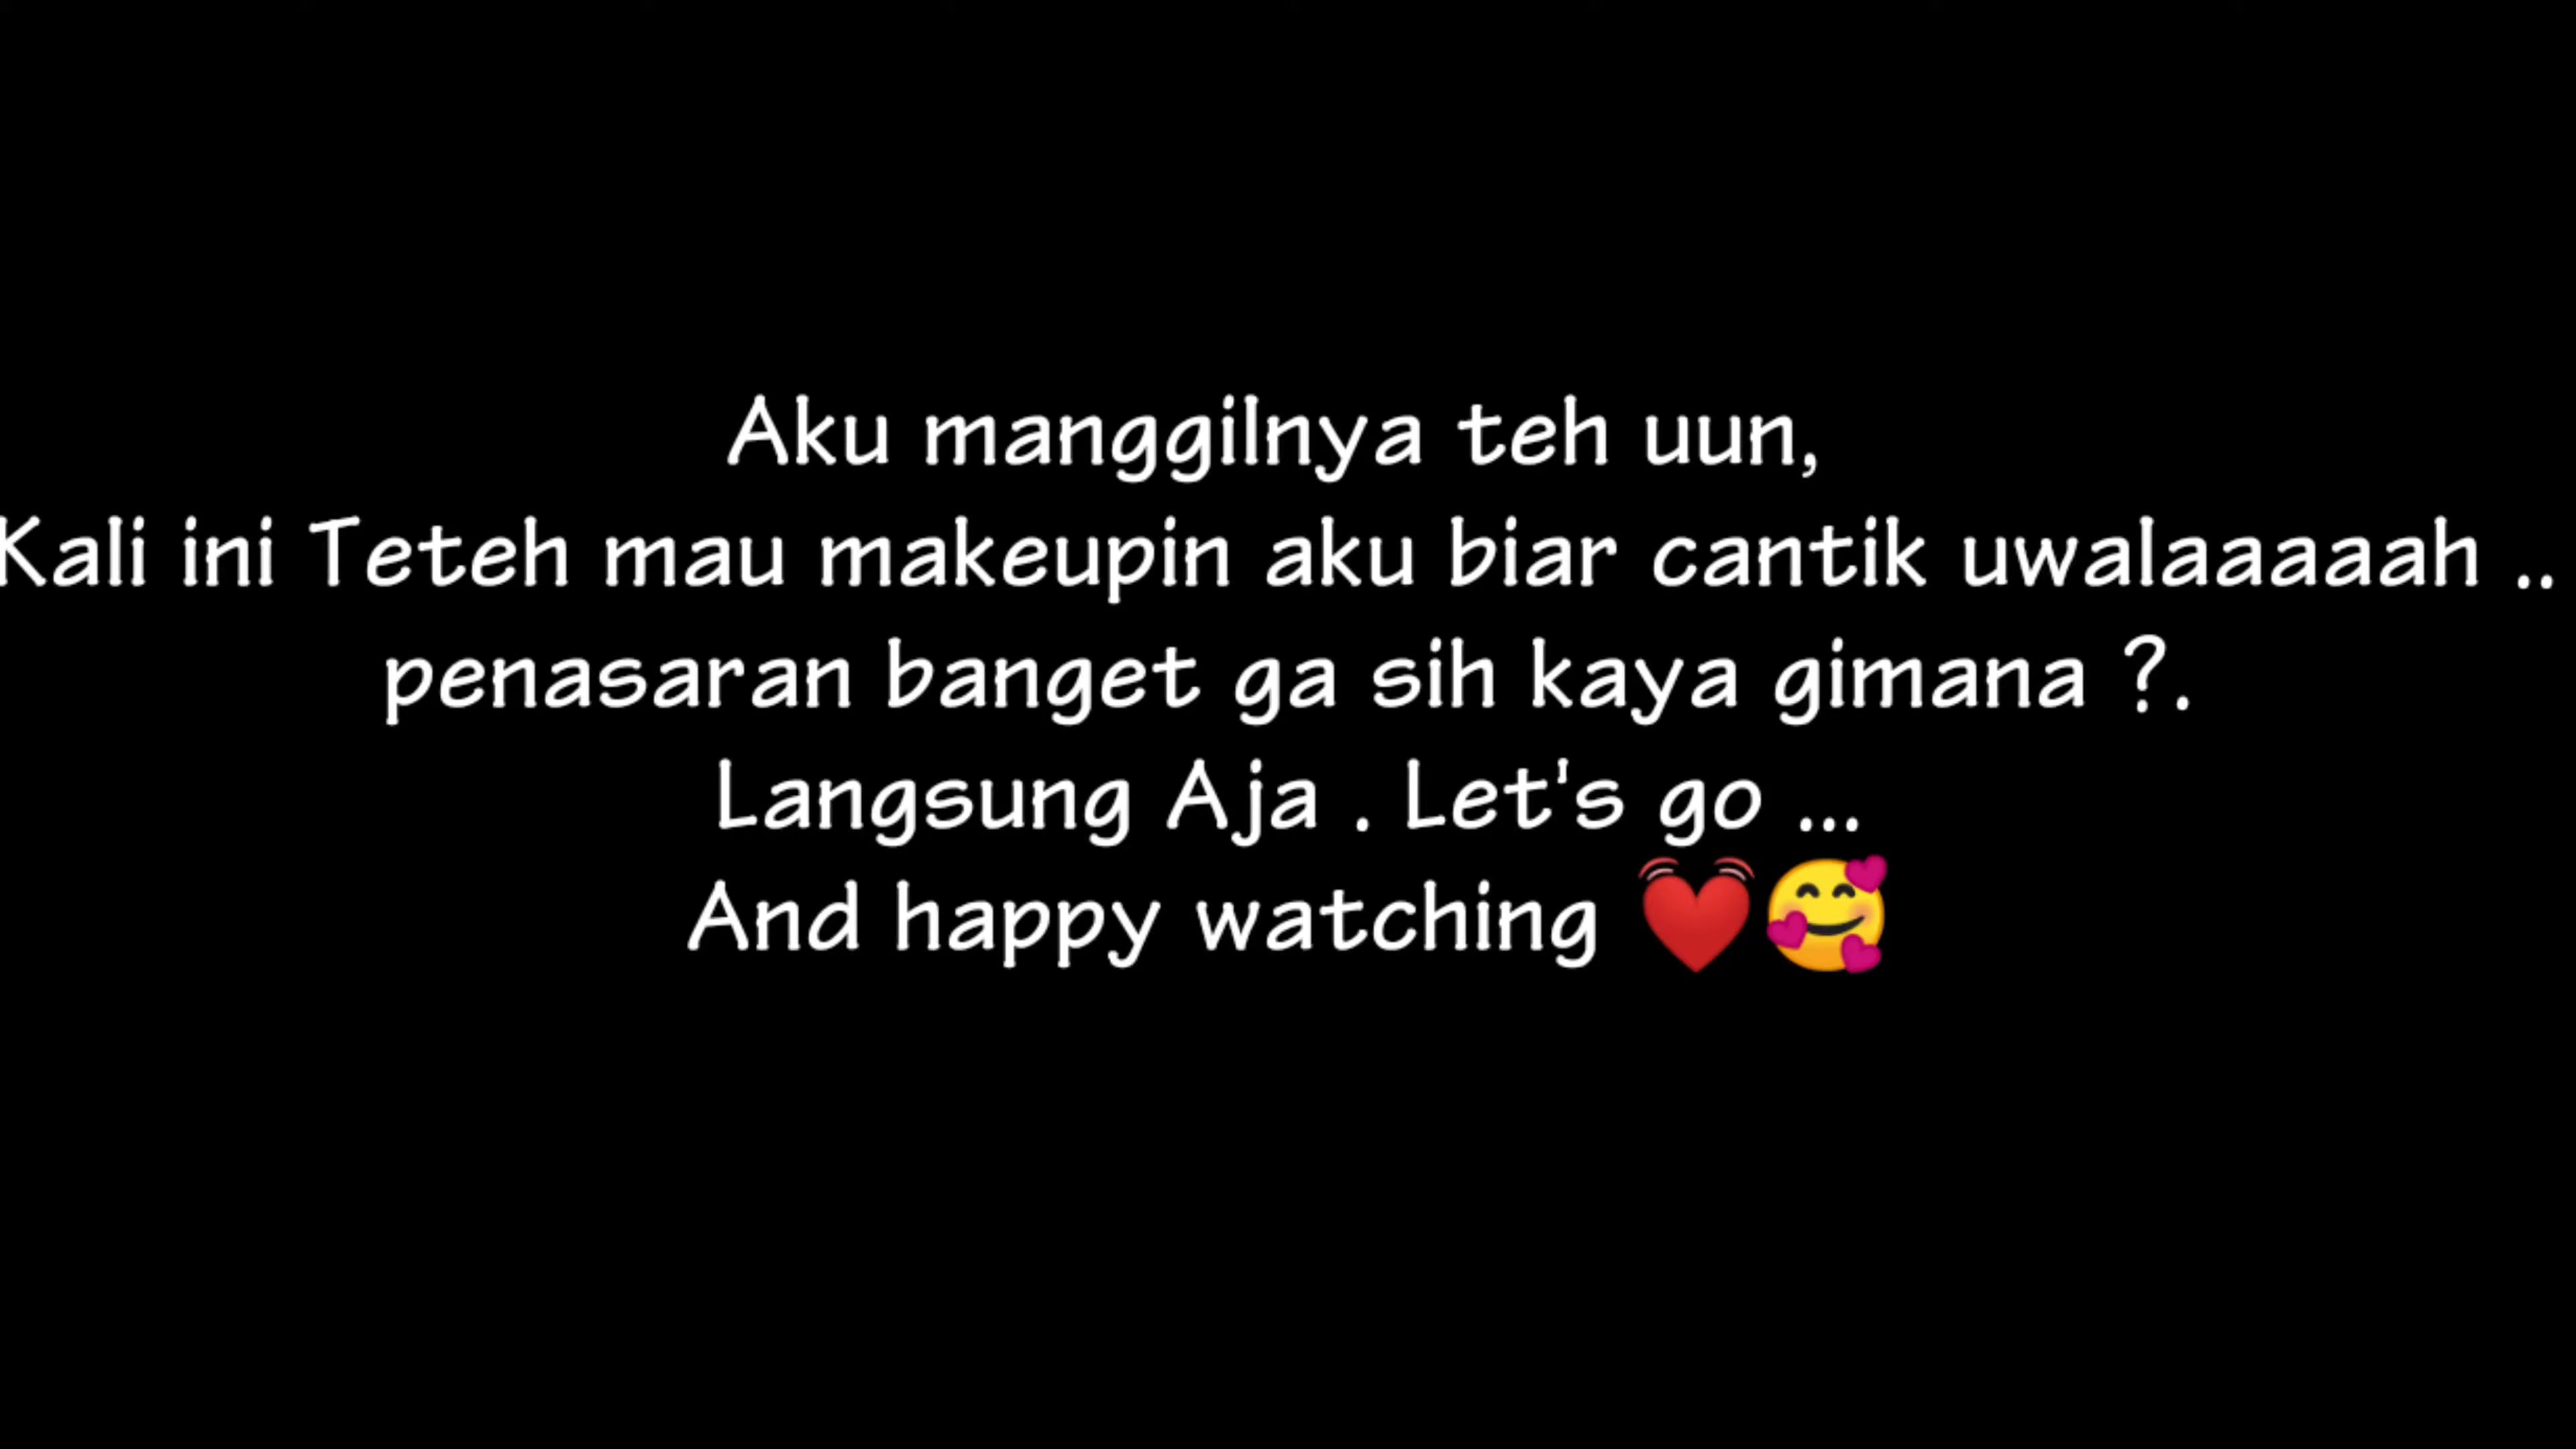 Aku manggilnya teh uun,
Kali ini Teteh mau makeupin aku biar cantik uwalaaaaah ..
penasaran banget ga sih kaya gimana ?.
Langsung Aja . Let's go ...
And happy watching 💓🥰